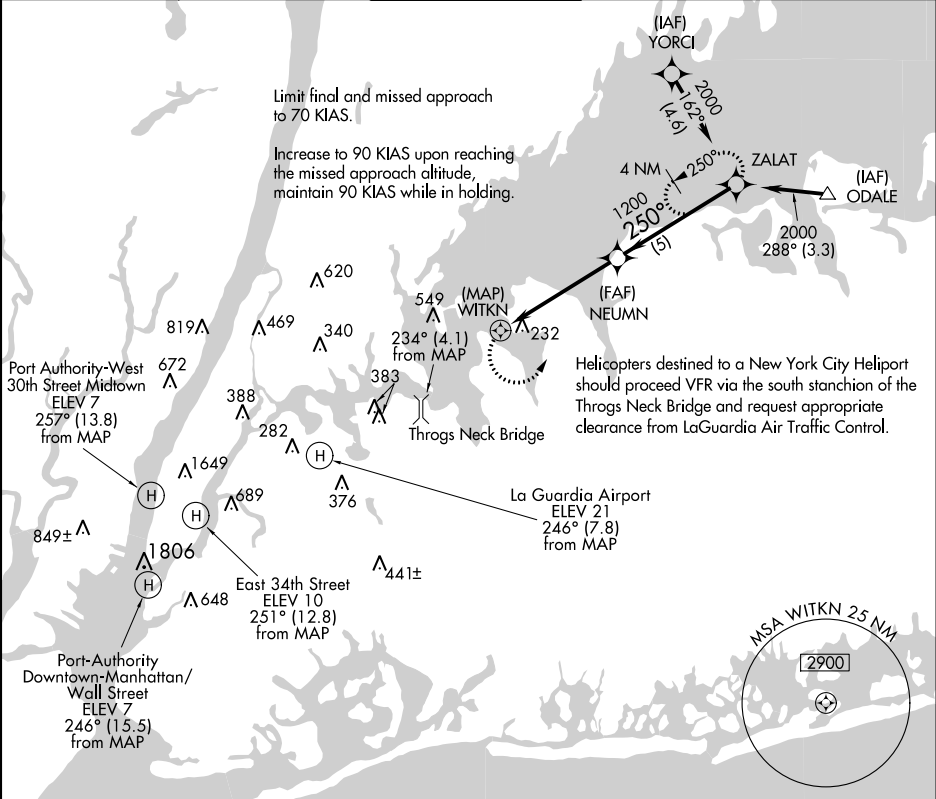 (IAF)
YORCI
2000
162°
(4.6)
Limit final and missed approach
to 70 KIAS.
Increase to 90 KIAS upon reaching
the missed approach altitude,
maintain 90 KIAS while in holding.
4 NM
250°
ZALAT
(IAF)
ODALE
2000
288° (3.3)
1200
250°
(5)
(FAF)
NEUMN
(MAP)
WITKN
232
620
549
819
469
340
234° (4.1)
from MAP
672
383
388
282
Throgs Neck Bridge
Helicopters destined to a New York City Heliport
should proceed VFR via the south stanchion of the
Throgs Neck Bridge and request appropriate
clearance from LaGuardia Air Traffic Control.
Port Authority-West
30th Street Midtown
ELEV 7
257° (13.8)
from MAP
H
1649
376
689
H
H
849±
La Guardia Airport
ELEV 21
246° (7.8)
from MAP
1806
H
441±
648
East 34th Street
ELEV 10
251° (12.8)
from MAP
Port-Authority
Downtown-Manhattan/
Wall Street
ELEV 7
246° (15.5)
from MAP
MSA WITKN 25 NM
2900